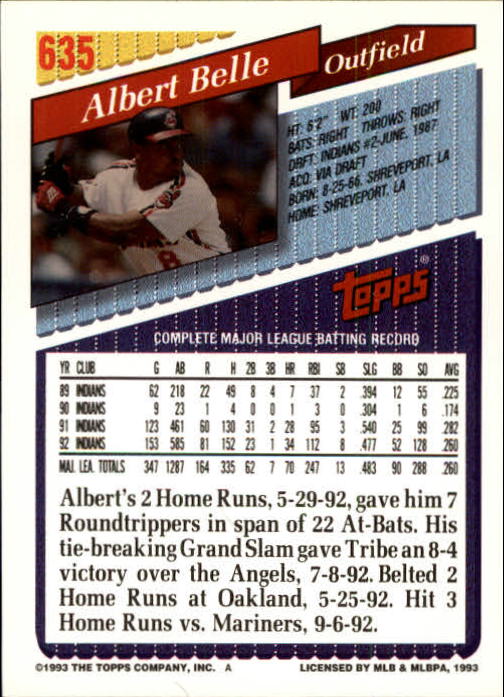 635
Albert Belle
Outfield
HT: 6'2" WT: 200
BATS: RIGHT THROWS: RIGHT
DRFT: INDIANS #2-JUNE, 1987
ACQ: VIA DRAFT
BORN: 8-25-66, SHREVEPORT, LA
HOME: SHREVEPORT, LA
8
topps®
COMPLETE MAJOR LEAGUE BATTING RECORD
YR CLUB G AB R H 2B 3B HR RBI SB SLG BB SO AVG
89 INDIANS 62 218 22 49 8 4 7 37 2 .394 12 55 .225
90 INDIANS 9 23 1 4 0 0 1 3 0 .304 1 6 .174
91 INDIANS 123 461 60 130 31 2 28 95 3 .540 25 99 .282
92 INDIANS 153 585 81 152 23 1 34 112 8 .477 52 128 .260
MAJ. LEA. TOTALS 347 1287 164 335 62 7 70 247 13 .483 90 288 .260
Albert's 2 Home Runs, 5-29-92, gave him 7
Roundtrippers in span of 22 At-Bats. His
tie-breaking Grand Slam gave Tribe an 8-4
victory over the Angels, 7-8-92. Belted 2
Home Runs at Oakland, 5-25-92. Hit 3
Home Runs vs. Mariners, 9-6-92.
©1993 THE TOPPS COMPANY, INC. A LICENSED BY MLB & MLBPA, 1993